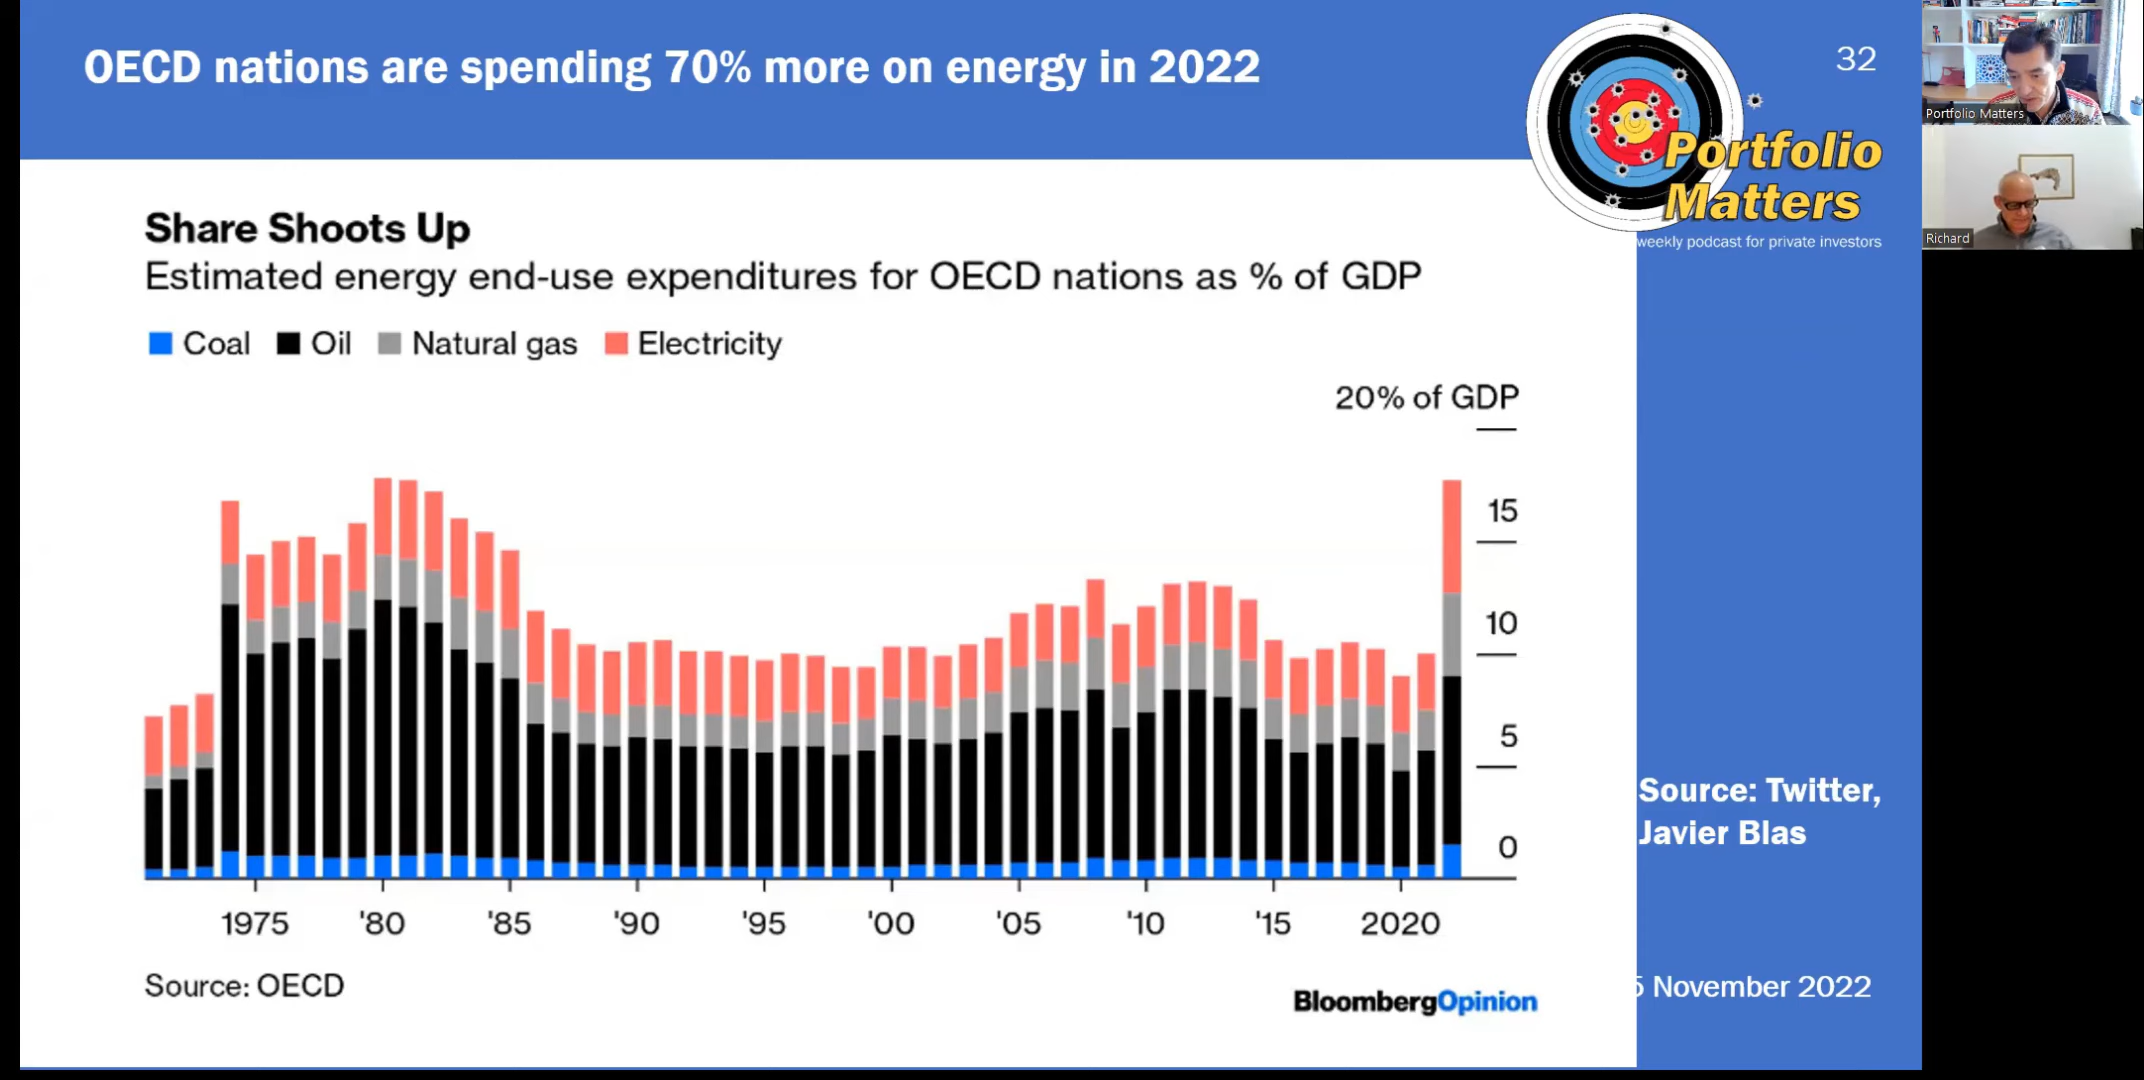 OECD nations are spending 70% more on energy in 2022
32
Portfolio
Matters
weekly podcast for private investors
Portfolio Matters
Richard
Share Shoots Up
Estimated energy end-use expenditures for OECD nations as % of GDP
Coal Oil Natural gas Electricity
20% of GDP
15
10
5
0
1975 '80 '85 '90 '95 '00 '05 '10 '15 2020
Source: OECD
BloombergOpinion
Source: Twitter,
Javier Blas
5 November 2022